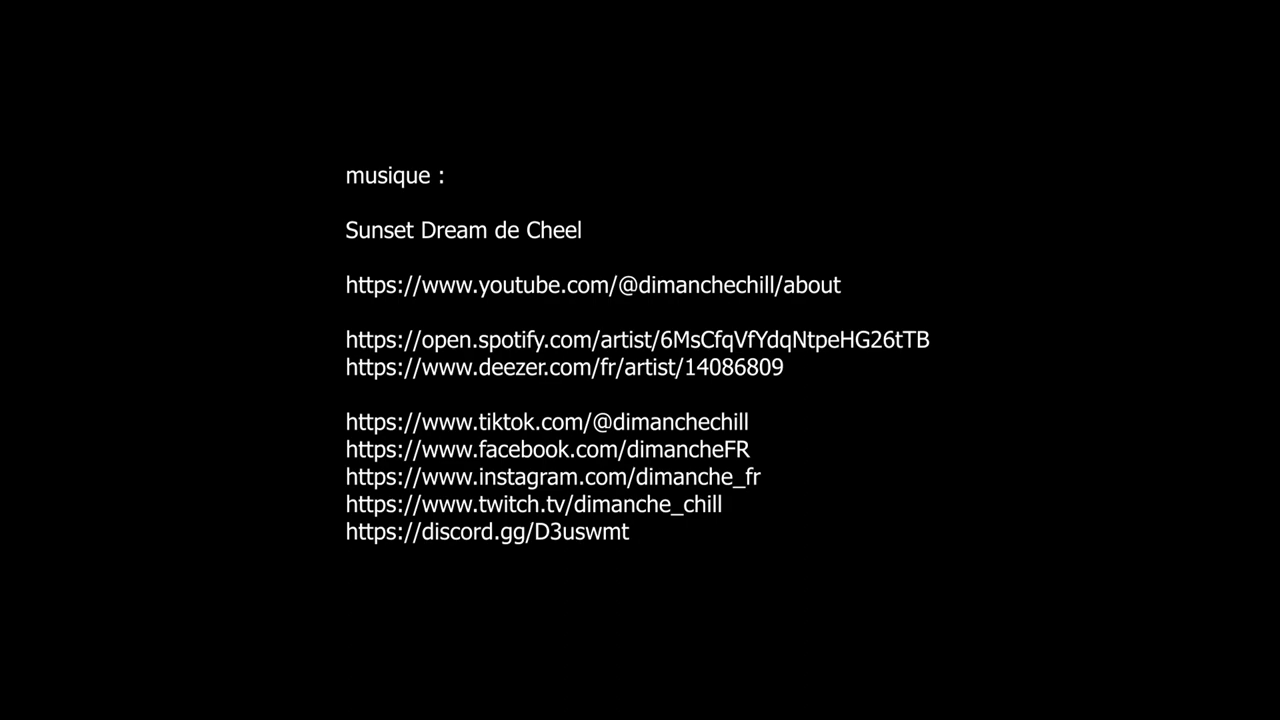 musique :
Sunset Dream de Cheel
https://www.youtube.com/@dimanchechill/about
https://open.spotify.com/artist/6MsCfqVfYdqNtpeHG26tTB
https://www.deezer.com/fr/artist/14086809
https://www.tiktok.com/@dimanchechill
https://www.facebook.com/dimancheFR
https://www.instagram.com/dimanche_fr
https://www.twitch.tv/dimanche_chill
https://discord.gg/D3uswmt